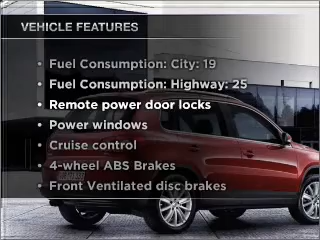 VEHICLE FEATURES
• Fuel Consumption: City: 19
• Fuel Consumption: Highway: 25
• Remote power door locks
• Power windows
• Cruise control
• 4-wheel ABS Brakes
• Front Ventilated disc brakes